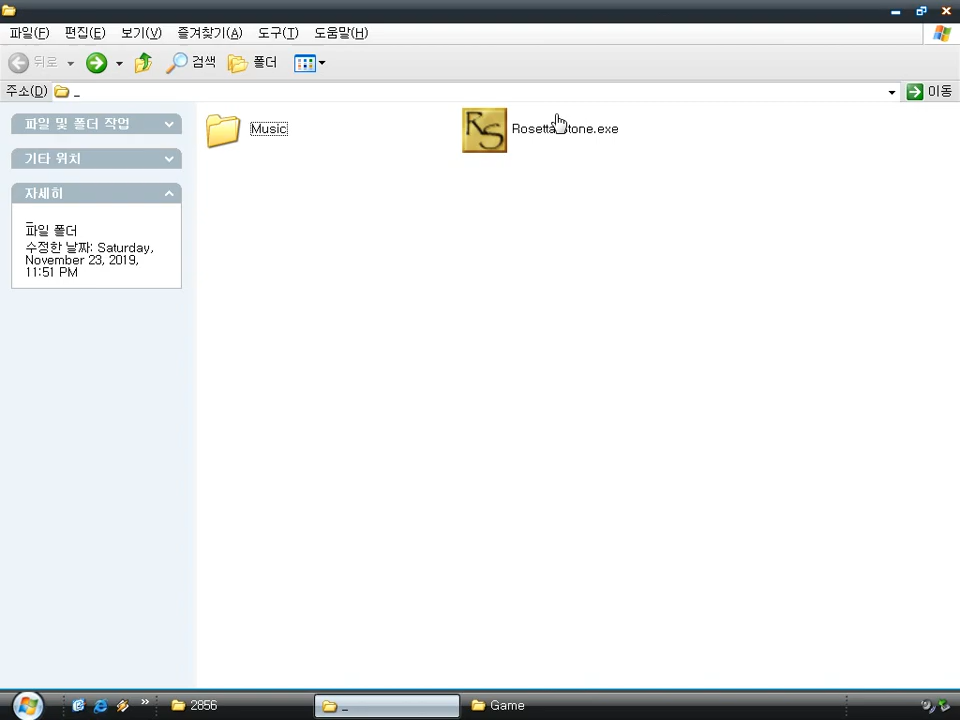 파일(F) 편집(E) 보기(V) 즐겨찾기(A) 도구(T) 도움말(H)
뒤로 검색 폴더
주소(D) _ 이동
파일 및 폴더 작업
기타 위치
자세히
_
파일 폴더
수정한 날짜: Saturday,
November 23, 2019,
11:51 PM
Music
RosettaStone.exe
RS
2856 _ Game